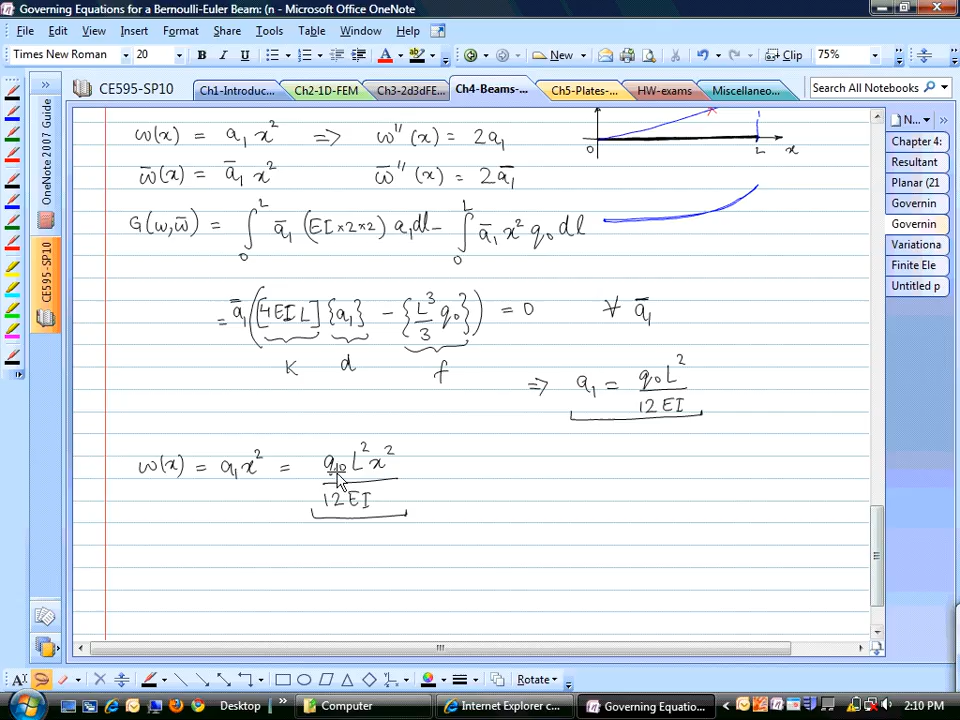 Governing Equations for a Bernoulli-Euler Beam: (n - Microsoft Office OneNote
File Edit View Insert Format Share Tools Table Window Help
Times New Roman 20 B I U A ab New Clip 75%
CE595-SP10 Ch1-Introduc... Ch2-1D-FEM Ch3-2d3dFE... Ch4-Beams-... Ch5-Plates-... HW-exams Miscellaneo... Search All Notebooks
OneNote 2007 Guide
CE595-SP10
N...
Chapter 4:
Resultant
Planar (21
Governin
Governin
Variationa
Finite Ele
Untitled p
w(x) = a₁ x² => w''(x) = 2a₁
0 L x
w̄(x) = ā₁ x² w̄''(x) = 2ā₁
G(w,w̄) = ∫₀ᴸ ā₁ (EI×2×2) a₁dl - ∫₀ᴸ ā₁ x² q₀ dl
= ā₁([4EI L]{a₁} - {L³/3 q₀}) = 0 ∀ ā₁
K d f
=> a₁ = q₀L²/12EI
w(x) = a₁x² = q₀L²x²/12EI
Rotate
Desktop Computer Internet Explorer c... Governing Equatio... 2:10 PM